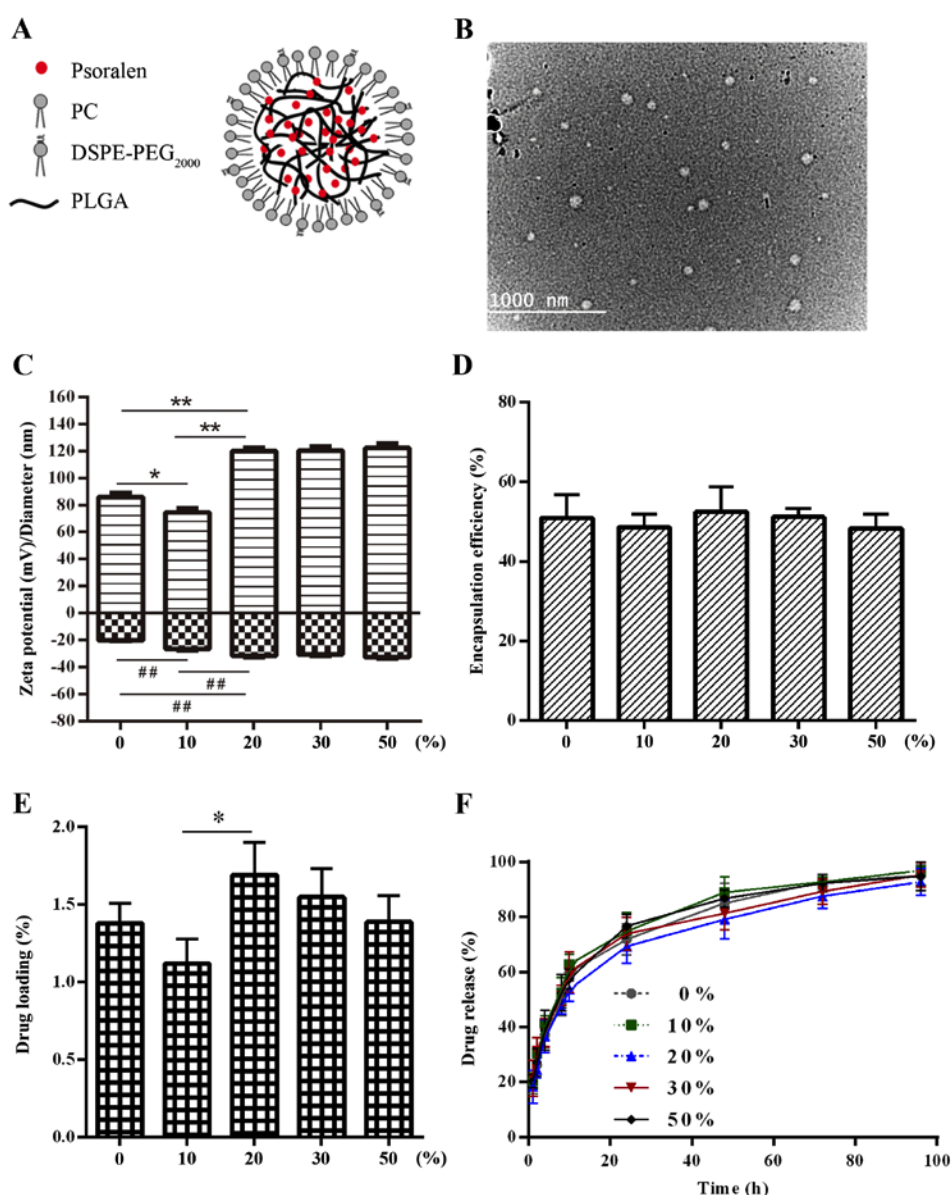 A
Psoralen
PC
DSPE-PEG2000
PLGA
B
1000 nm
C
Zeta potential (mV)/Diameter (nm)
160
140
120
100
80
60
40
20
0
-20
-40
-60
-80
**
**
*
##
##
##
0 10 20 30 50 (%)
D
Encapsulation efficiency (%)
80
60
40
20
0
0 10 20 30 50 (%)
E
Drug loading (%)
2.0
1.5
1.0
0.5
0.0
*
0 10 20 30 50 (%)
F
Drug release (%)
100
80
60
40
20
0
0%
10%
20%
30%
50%
0 20 40 60 80 100
Time (h)